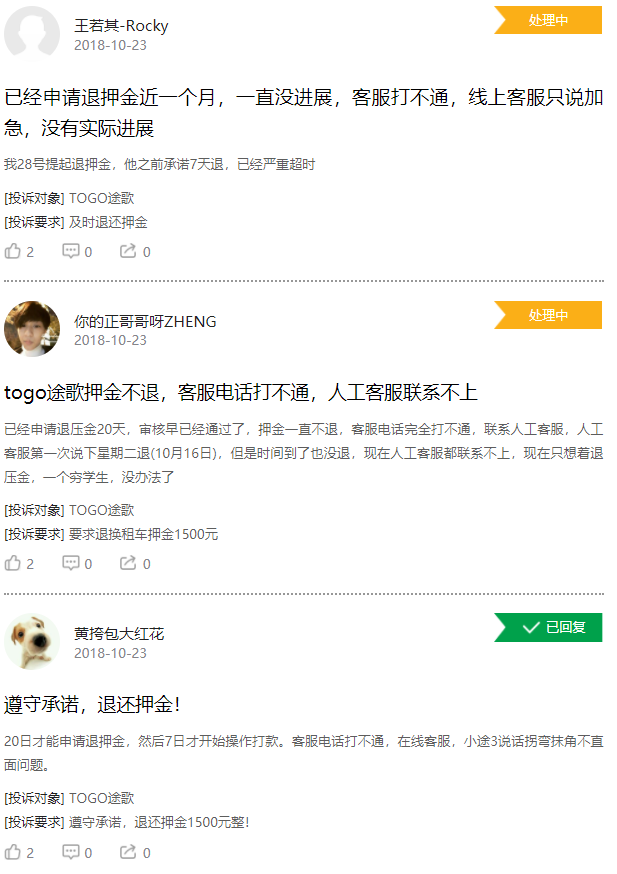 王若其-Rocky
处理中
2018-10-23
已经申请退押金近一个月，一直没进展，客服打不通，线上客服只说加
急，没有实际进展
我28号提起退押金，他之前承诺7天退，已经严重超时
[投诉对象] TOGO途歌
[投诉要求] 及时退还押金
2 0 0
你的正哥哥呀ZHENG
处理中
2018-10-23
togo途歌押金不退，客服电话打不通，人工客服联系不上
已经申请退压金20天，审核早已经通过了，押金一直不退，客服电话完全打不通，联系人工客服，人工
客服第一次说下星期二退(10月16日)，但是时间到了也没退，现在人工客服都联系不上，现在只想着退
压金，一个穷学生，没办法了
[投诉对象] TOGO途歌
[投诉要求] 要求退换租车押金1500元
2 0 0
黄挎包大红花
已回复
2018-10-23
遵守承诺，退还押金！
20日才能申请退押金，然后7日才开始操作打款。客服电话打不通，在线客服，小途3说话拐弯抹角不直
面问题。
[投诉对象] TOGO途歌
[投诉要求] 遵守承诺，退还押金1500元整！
2 0 0